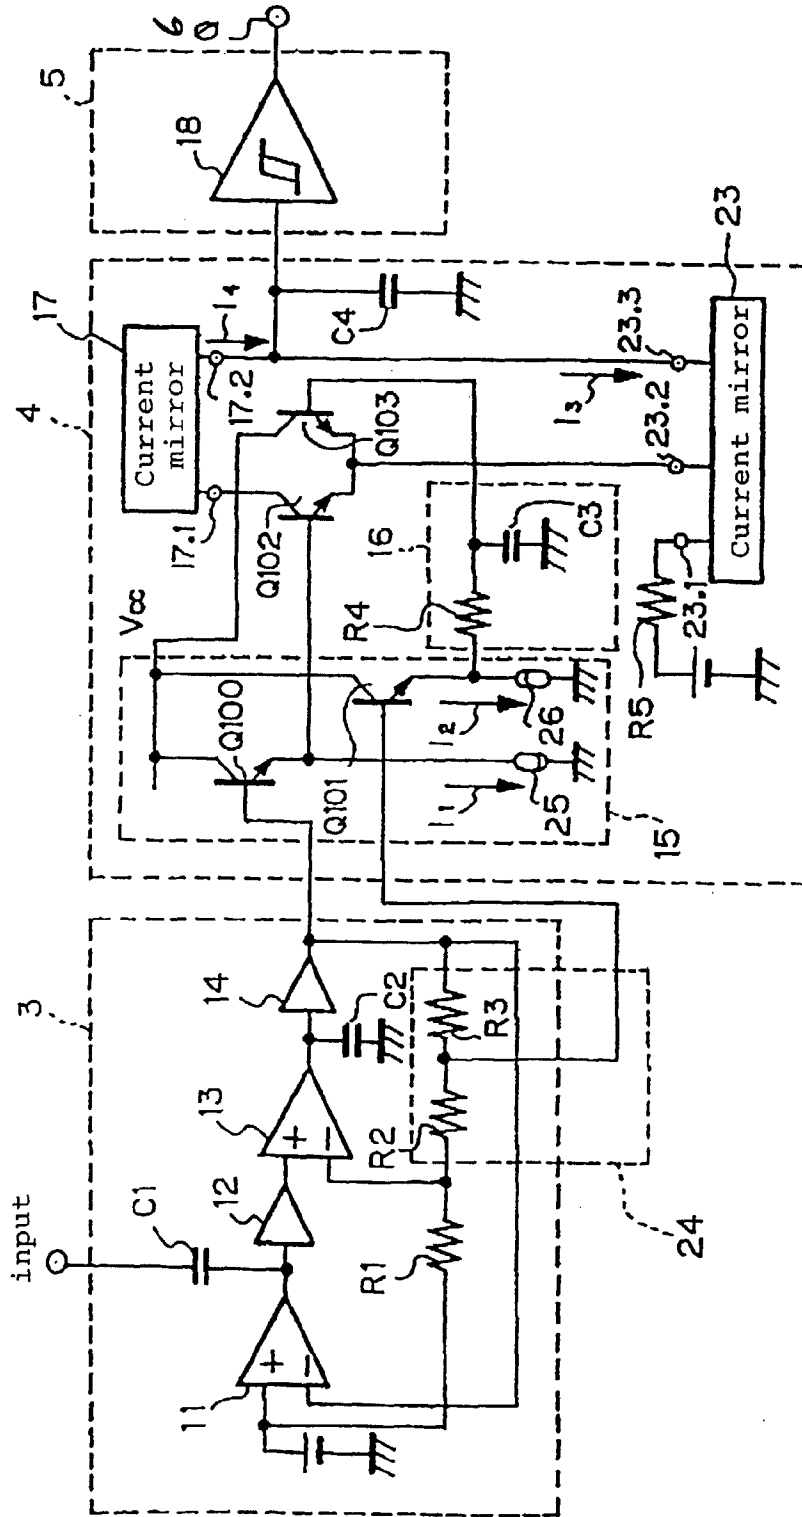 input
3
C1
11
+
−
12
13
+
−
14
C2
R1
R2
R3
24
4
Vcc
Q100
Q101
I1
I2
25
26
15
17
Current
mirror
17.1
17.2
I4
Q102
Q103
16
R4
C3
C4
I3
R5
23.1
23.2
23.3
Current mirror
23
5
18
6
Q